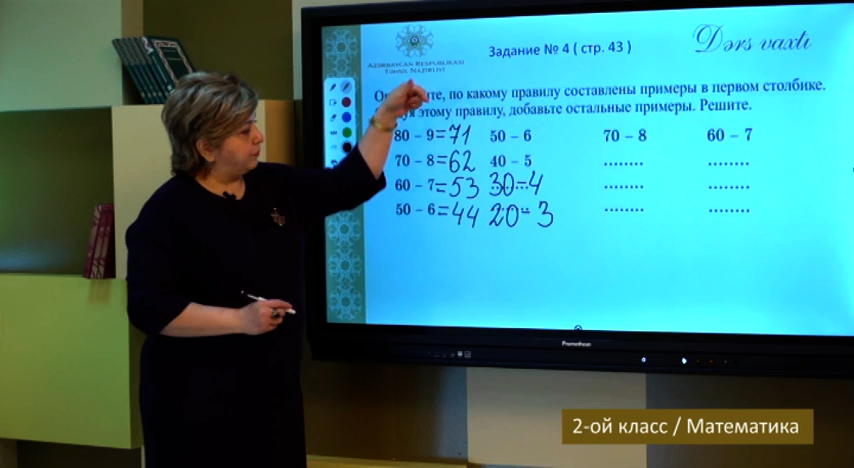 AZƏRBAYCAN RESPUBLİKASI
TƏHSİL NAZİRLİYİ
Задание № 4 ( стр. 43 )
Dərs vaxtı
те, по какому правилу составлены примеры в первом столбике.
этому правилу, добавьте остальные примеры. Решите.
80 – 9 = 71 50 – 6 70 – 8 60 – 7
70 – 8 = 62 40 – 5 ........ ........
60 – 7 = 53 30 – 4 ........ ........
50 – 6 = 44 20 – 3 ........ ........
Promethean
2-ой класс / Математика